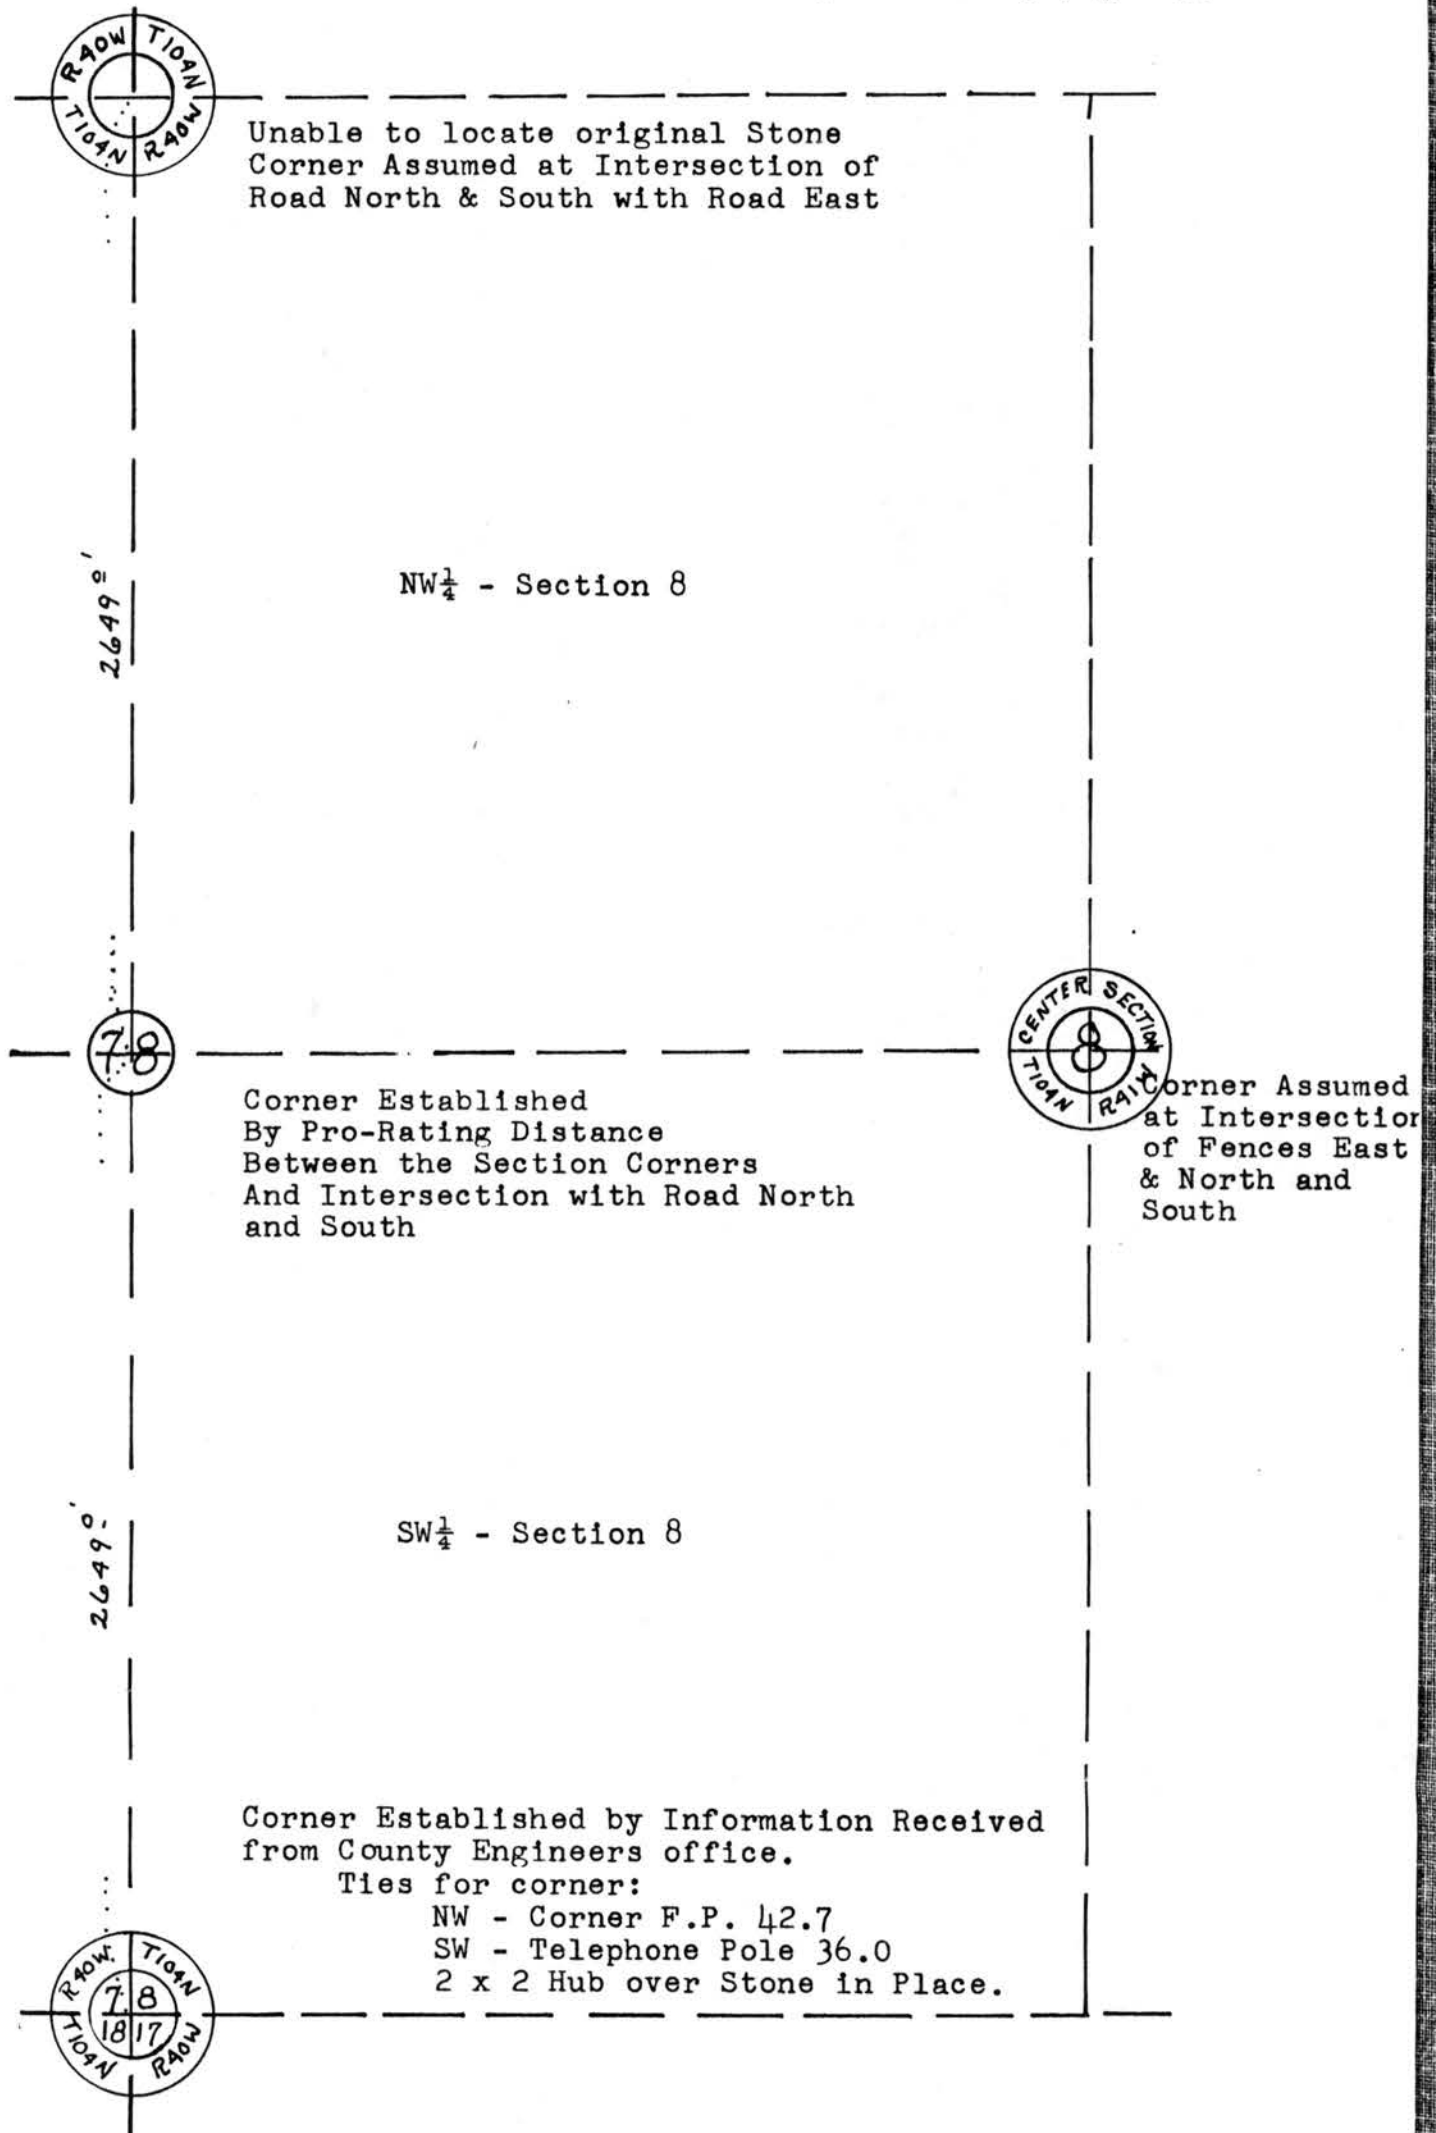 R40W T104N
T104N R40W
Unable to locate original Stone
Corner Assumed at Intersection of
Road North & South with Road East
2649.0'
NW¼ - Section 8
7 8
CENTER SECTION
8
T104N R41W
Corner Established
By Pro-Rating Distance
Between the Section Corners
And Intersection with Road North
and South
Corner Assumed
at Intersection
of Fences East
& North and
South
2649.0'
SW¼ - Section 8
Corner Established by Information Received
from County Engineers office.
Ties for corner:
NW - Corner F.P. 42.7
SW - Telephone Pole 36.0
2 x 2 Hub over Stone in Place.
R40W. T104N
7 8
18 17
T104N R40W